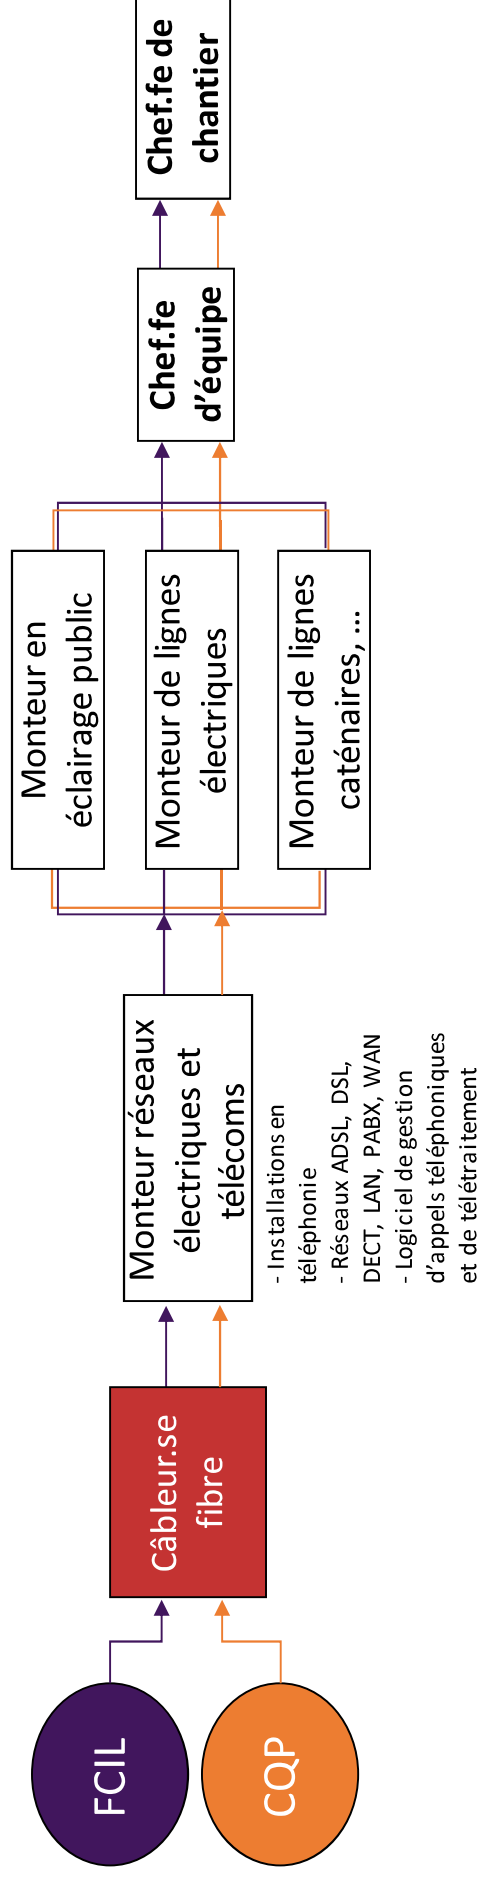 FCIL
CQP
Câbleur.se
fibre
Monteur réseaux
électriques et
télécoms
- Installations en
téléphonie
- Réseaux ADSL, DSL,
DECT, LAN, PABX, WAN
- Logiciel de gestion
d'appels téléphoniques
et de télétraitement
Monteur en
éclairage public
Monteur de lignes
électriques
Monteur de lignes
caténaires, ...
Chef.fe
d'équipe
Chef.fe de
chantier